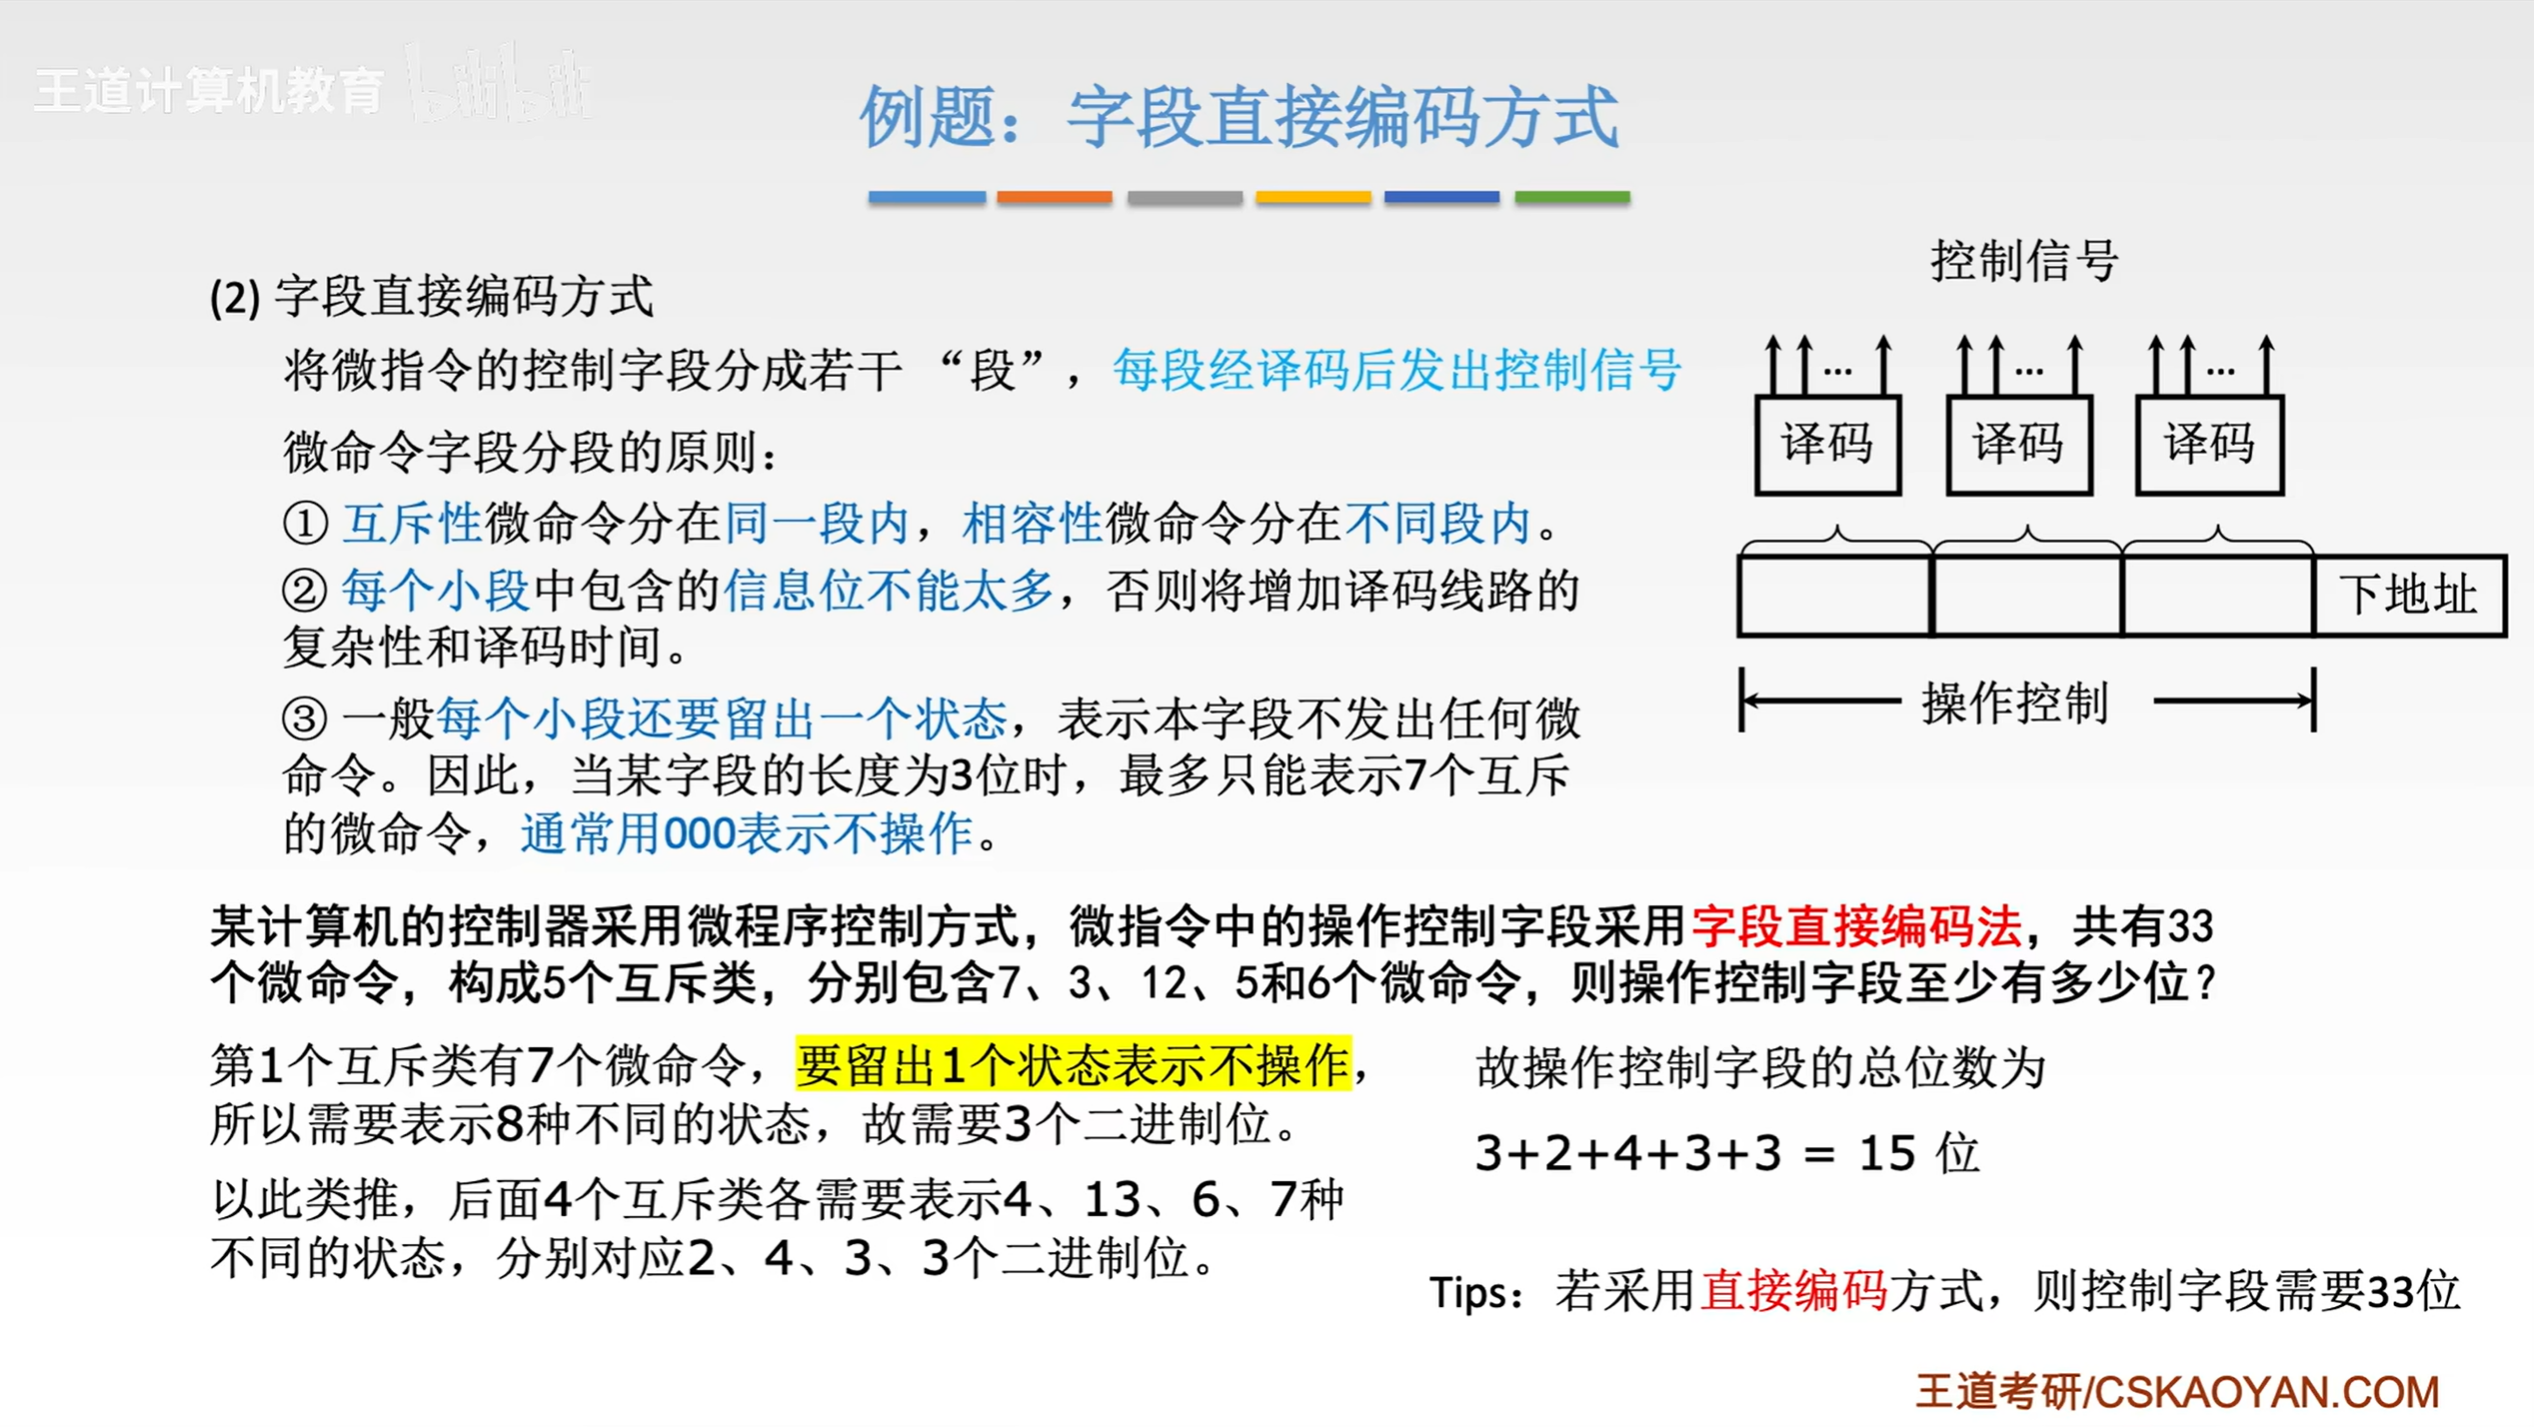 王道计算机教育 bilibili
例题：字段直接编码方式
(2) 字段直接编码方式
将微指令的控制字段分成若干 “段”，每段经译码后发出控制信号
微命令字段分段的原则：
① 互斥性微命令分在同一段内，相容性微命令分在不同段内。
② 每个小段中包含的信息位不能太多，否则将增加译码线路的
复杂性和译码时间。
③ 一般每个小段还要留出一个状态，表示本字段不发出任何微
命令。因此，当某字段的长度为3位时，最多只能表示7个互斥
的微命令，通常用000表示不操作。
控制信号
... ... ...
译码 译码 译码
下地址
操作控制
某计算机的控制器采用微程序控制方式，微指令中的操作控制字段采用字段直接编码法，共有33
个微命令，构成5个互斥类，分别包含7、3、12、5和6个微命令，则操作控制字段至少有多少位？
第1个互斥类有7个微命令，要留出1个状态表示不操作，
所以需要表示8种不同的状态，故需要3个二进制位。
以此类推，后面4个互斥类各需要表示4、13、6、7种
不同的状态，分别对应2、4、3、3个二进制位。
故操作控制字段的总位数为
3+2+4+3+3 = 15 位
Tips：若采用直接编码方式，则控制字段需要33位
王道考研/CSKAOYAN.COM